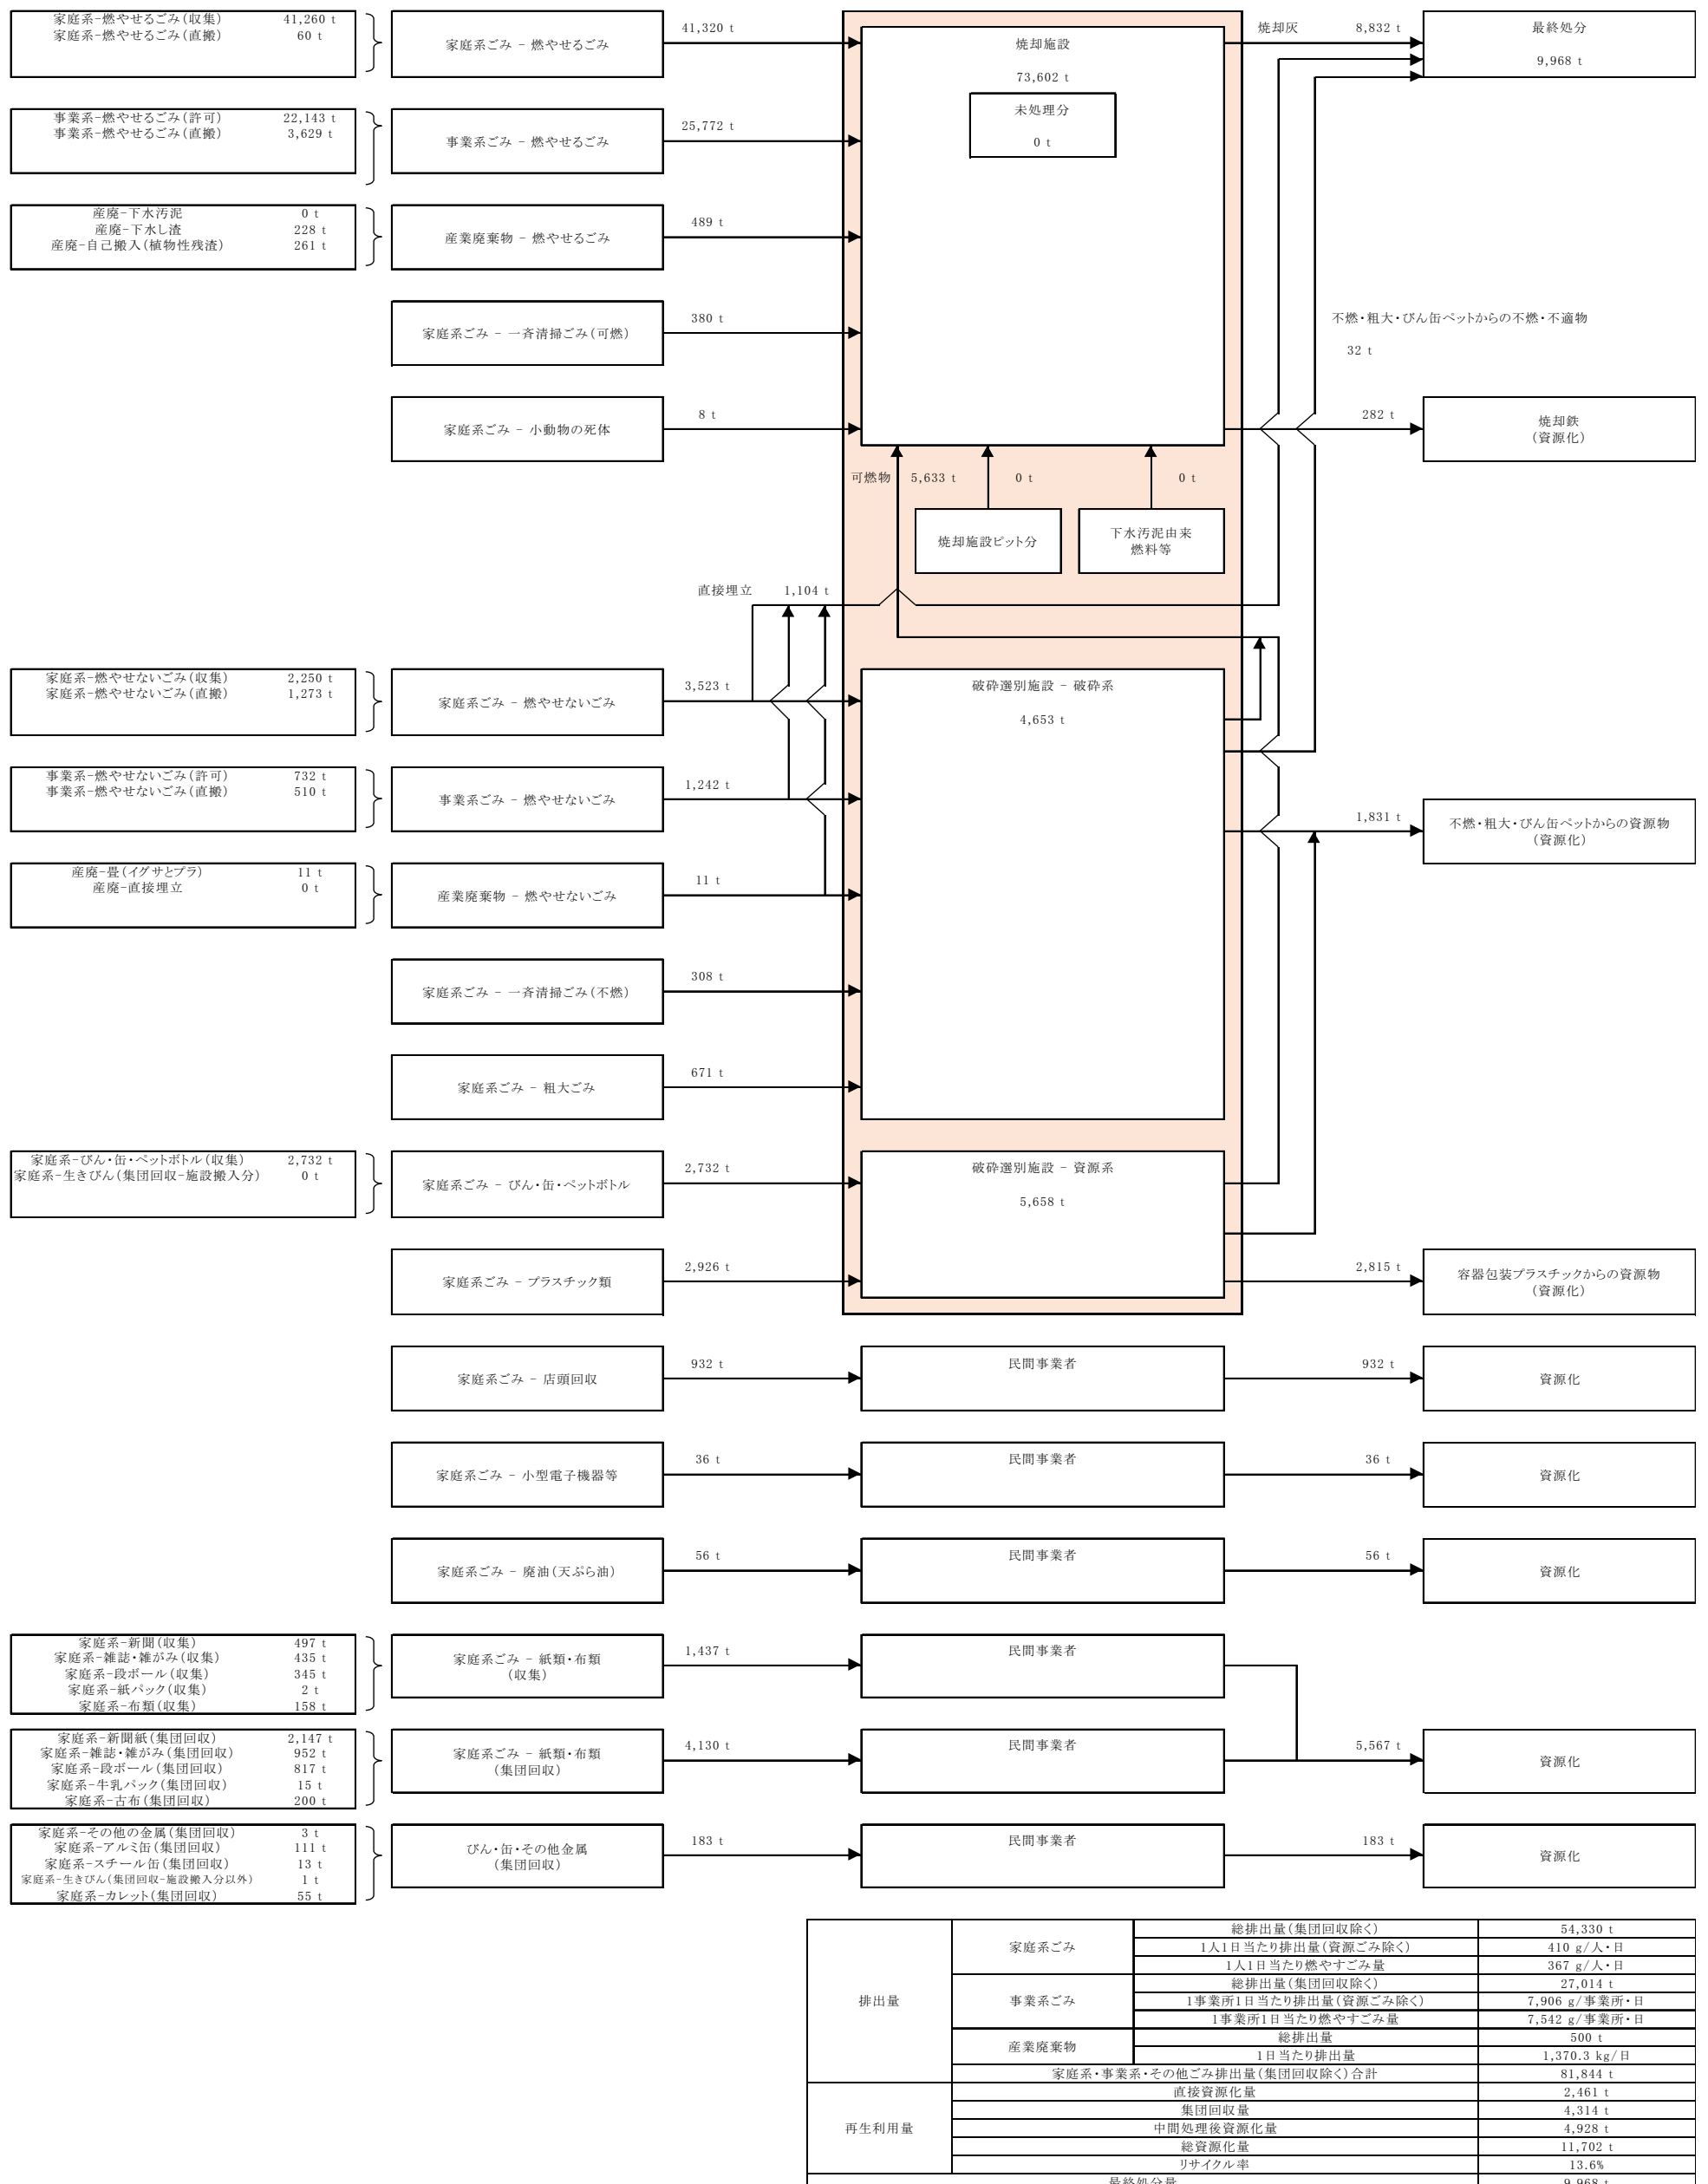 家庭系-燃やせるごみ(収集) 41,260 t
家庭系-燃やせるごみ(直搬) 60 t
家庭系ごみ - 燃やせるごみ
41,320 t
焼却施設
73,602 t
未処理分
0 t
焼却灰 8,832 t
最終処分
9,968 t
事業系-燃やせるごみ(許可) 22,143 t
事業系-燃やせるごみ(直搬) 3,629 t
事業系ごみ - 燃やせるごみ
25,772 t
産廃-下水汚泥 0 t
産廃-下水し渣 228 t
産廃-自己搬入(植物性残渣) 261 t
産業廃棄物 - 燃やせるごみ
489 t
家庭系ごみ - 一斉清掃ごみ(可燃)
380 t
不燃・粗大・びん缶ペットからの不燃・不適物
32 t
家庭系ごみ - 小動物の死体
8 t
282 t
焼却鉄
(資源化)
可燃物 5,633 t
0 t
0 t
焼却施設ピット分
下水汚泥由来
燃料等
直接埋立 1,104 t
家庭系-燃やせないごみ(収集) 2,250 t
家庭系-燃やせないごみ(直搬) 1,273 t
家庭系ごみ - 燃やせないごみ
3,523 t
破砕選別施設 - 破砕系
4,653 t
事業系-燃やせないごみ(許可) 732 t
事業系-燃やせないごみ(直搬) 510 t
事業系ごみ - 燃やせないごみ
1,242 t
1,831 t
不燃・粗大・びん缶ペットからの資源物
(資源化)
産廃-畳(イグサとプラ) 11 t
産廃-直接埋立 0 t
産業廃棄物 - 燃やせないごみ
11 t
家庭系ごみ - 一斉清掃ごみ(不燃)
308 t
家庭系ごみ - 粗大ごみ
671 t
家庭系-びん・缶・ペットボトル(収集) 2,732 t
家庭系-生きびん(集団回収-施設搬入分) 0 t
家庭系ごみ - びん・缶・ペットボトル
2,732 t
破砕選別施設 - 資源系
5,658 t
家庭系ごみ - プラスチック類
2,926 t
2,815 t
容器包装プラスチックからの資源物
(資源化)
家庭系ごみ - 店頭回収
932 t
民間事業者
932 t
資源化
家庭系ごみ - 小型電子機器等
36 t
民間事業者
36 t
資源化
家庭系ごみ - 廃油(天ぷら油)
56 t
民間事業者
56 t
資源化
家庭系-新聞(収集) 497 t
家庭系-雑誌・雑がみ(収集) 435 t
家庭系-段ボール(収集) 345 t
家庭系-紙パック(収集) 2 t
家庭系-布類(収集) 158 t
家庭系ごみ - 紙類・布類
(収集)
1,437 t
民間事業者
家庭系-新聞紙(集団回収) 2,147 t
家庭系-雑誌・雑がみ(集団回収) 952 t
家庭系-段ボール(集団回収) 817 t
家庭系-牛乳パック(集団回収) 15 t
家庭系-古布(集団回収) 200 t
家庭系ごみ - 紙類・布類
(集団回収)
4,130 t
民間事業者
5,567 t
資源化
家庭系-その他の金属(集団回収) 3 t
家庭系-アルミ缶(集団回収) 111 t
家庭系-スチール缶(集団回収) 13 t
家庭系-生きびん(集団回収-施設搬入分以外) 1 t
家庭系-カレット(集団回収) 55 t
びん・缶・その他金属
(集団回収)
183 t
民間事業者
183 t
資源化
排出量
家庭系ごみ
総排出量(集団回収除く) 54,330 t
1人1日当たり排出量(資源ごみ除く) 410 g/人・日
1人1日当たり燃やすごみ量 367 g/人・日
事業系ごみ
総排出量(集団回収除く) 27,014 t
1事業所1日当たり排出量(資源ごみ除く) 7,906 g/事業所・日
1事業所1日当たり燃やすごみ量 7,542 g/事業所・日
産業廃棄物
総排出量 500 t
1日当たり排出量 1,370.3 kg/日
家庭系・事業系・その他ごみ排出量(集団回収除く)合計 81,844 t
再生利用量
直接資源化量 2,461 t
集団回収量 4,314 t
中間処理後資源化量 4,928 t
総資源化量 11,702 t
リサイクル率 13.6%
最終処分量 9,968 t